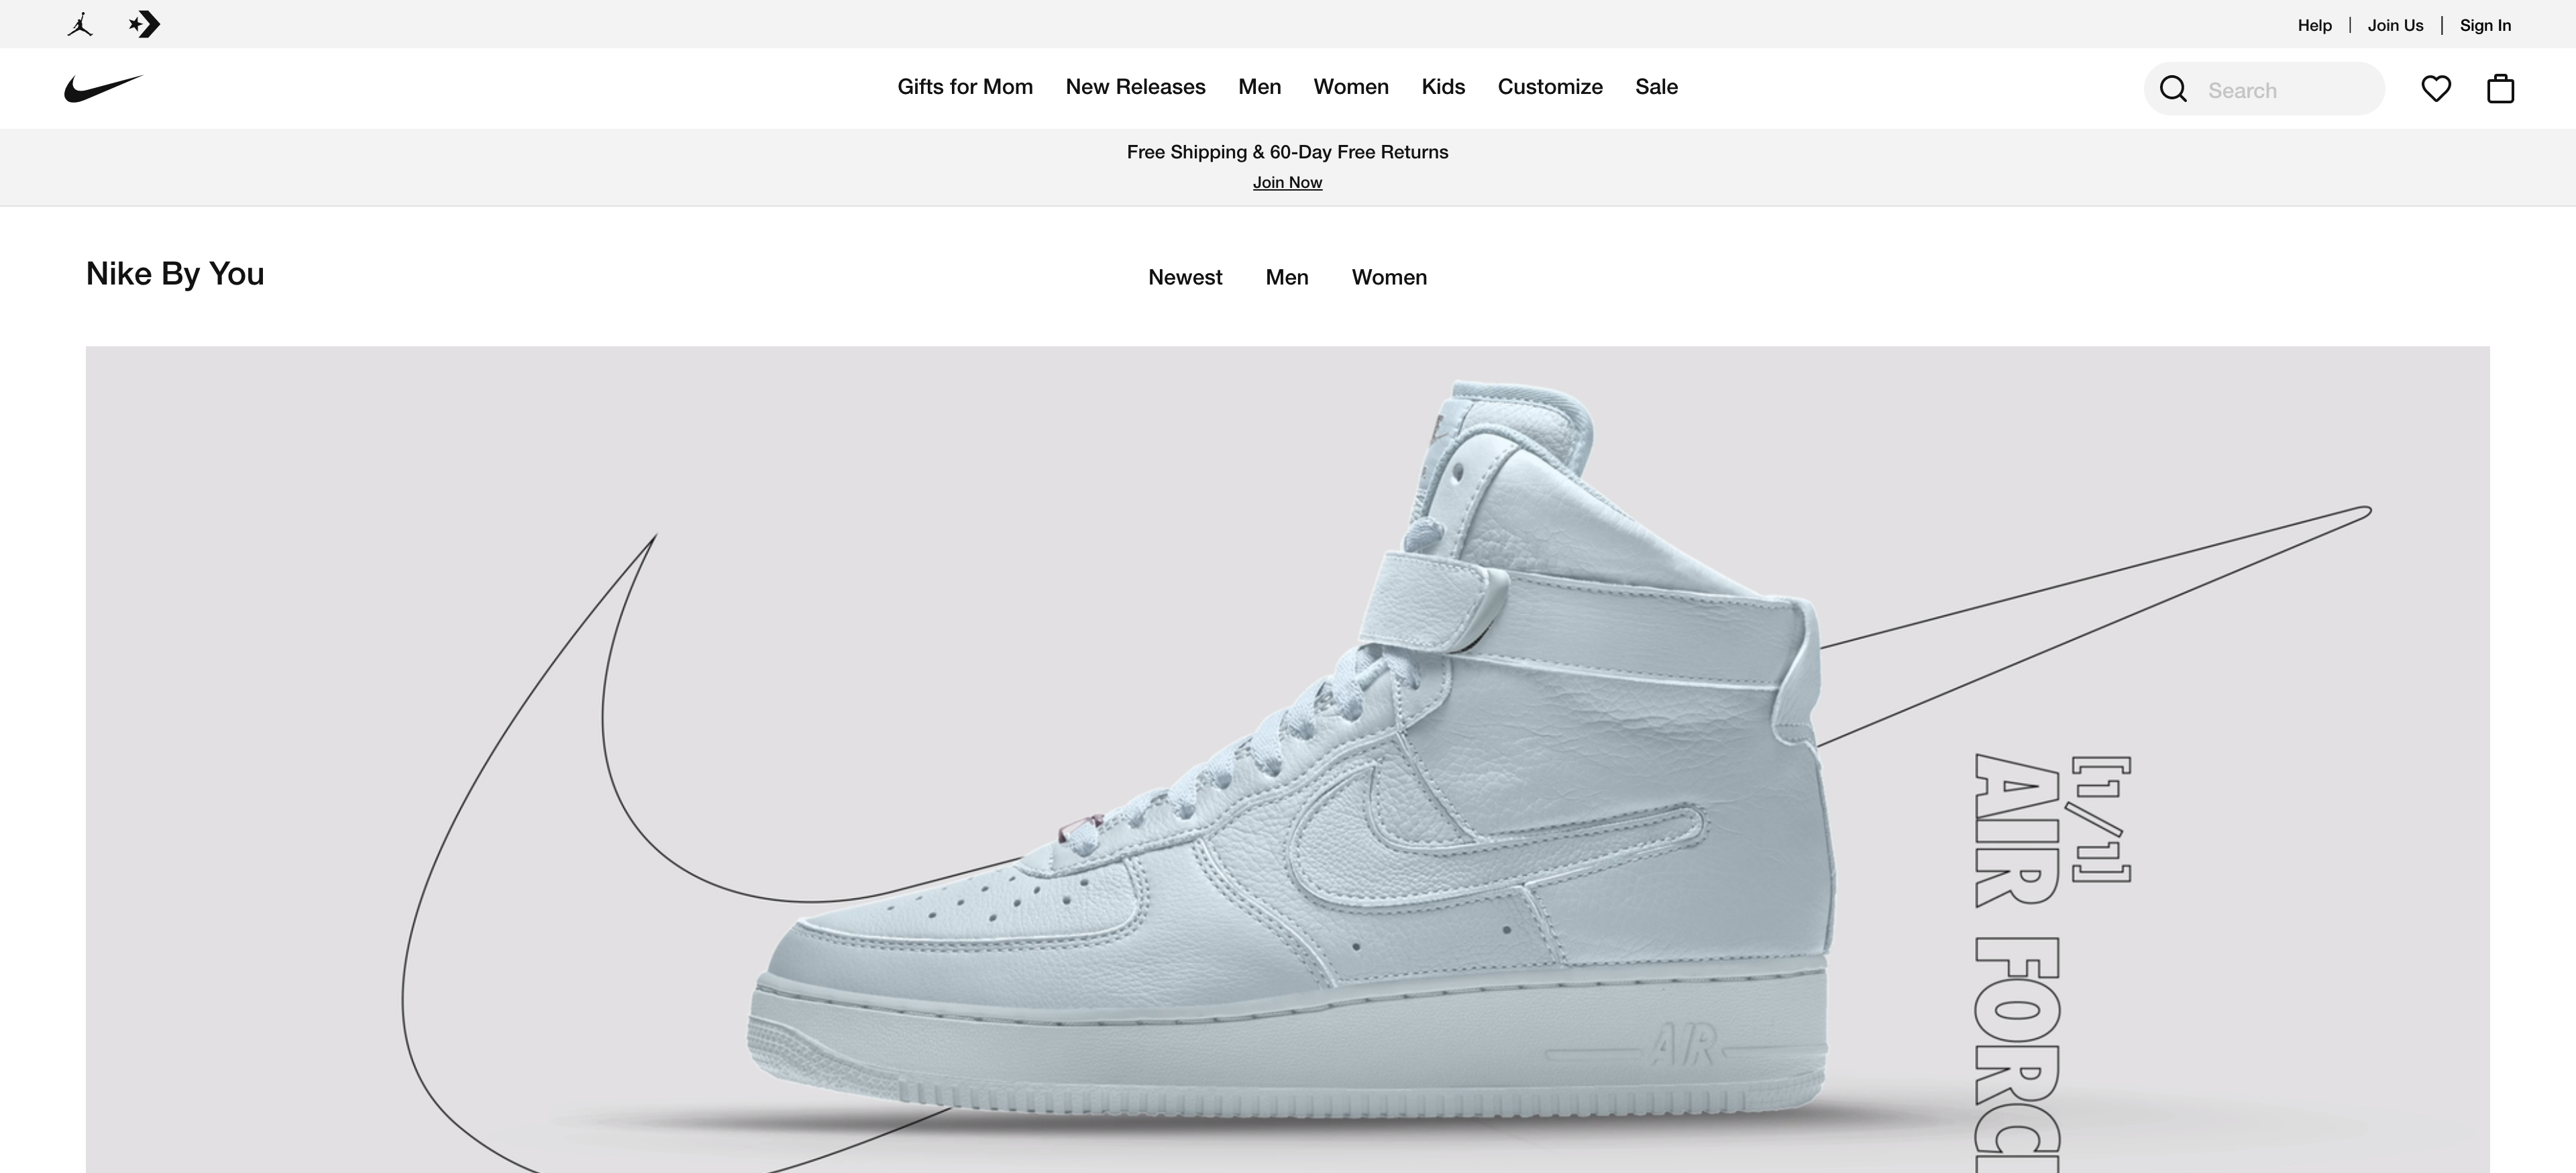 Help | Join Us | Sign In
Gifts for Mom New Releases Men Women Kids Customize Sale
Search
Free Shipping & 60-Day Free Returns
Join Now
Nike By You
Newest Men Women
[1/1]
AIR FORC
AIR